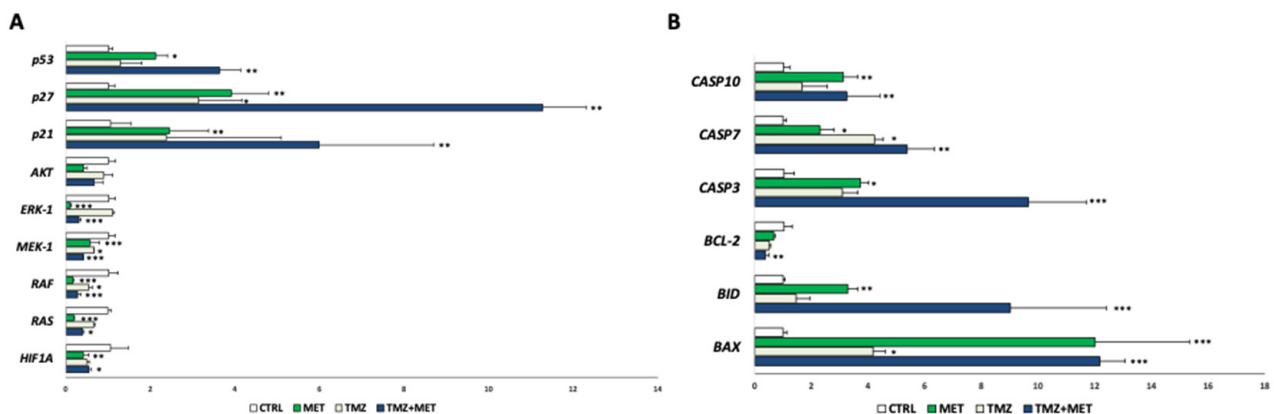 A
p53
*
**
p27
**
*
**
p21
**
**
AKT
ERK-1
***
***
MEK-1
***
*
***
RAF
***
*
***
RAS
***
*
HIF1A
**
*
0 2 4 6 8 10 12 14
CTRL MET TMZ TMZ+MET
B
CASP10
**
**
CASP7
*
*
**
CASP3
*
***
BCL-2
**
BID
**
***
BAX
***
*
***
0 2 4 6 8 10 12 14 16 18
CTRL MET TMZ TMZ+MET